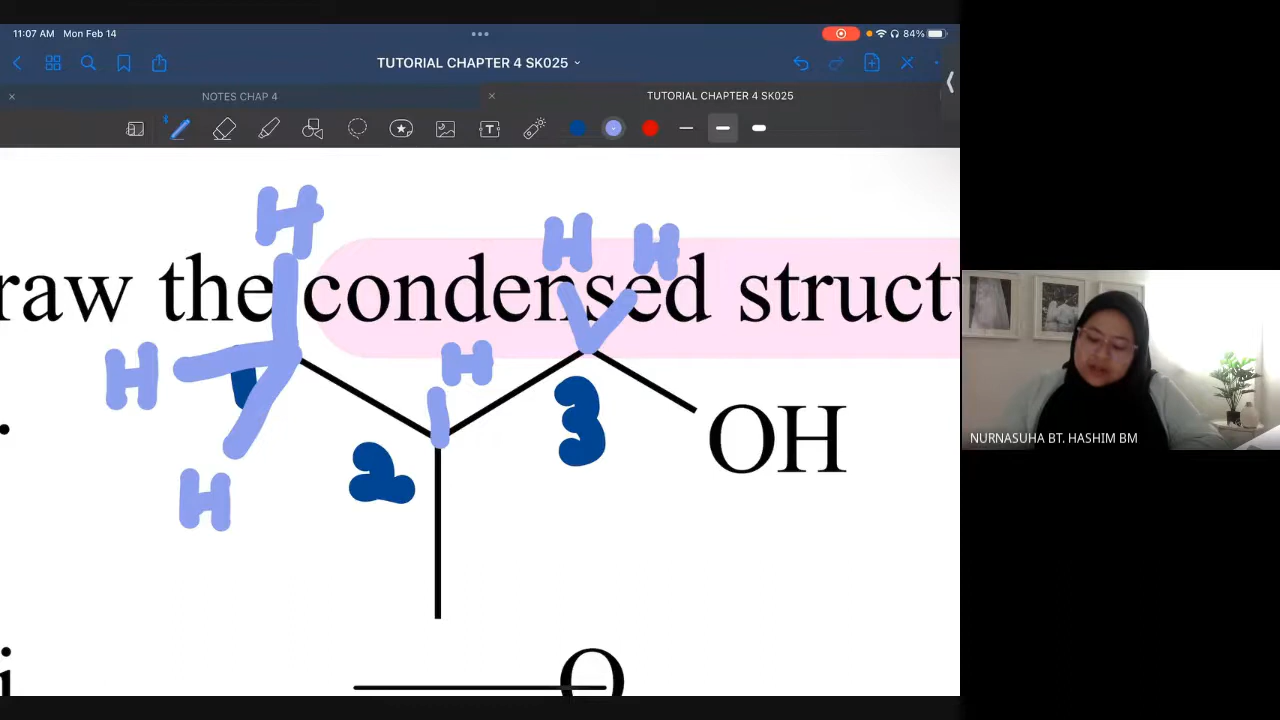 11:07 AM Mon Feb 14
84%
TUTORIAL CHAPTER 4 SK025
NOTES CHAP 4
TUTORIAL CHAPTER 4 SK025
T
H
H H
raw the condensed struct
H
H
3
OH
2
H
O
i
NURNASUHA BT. HASHIM BM